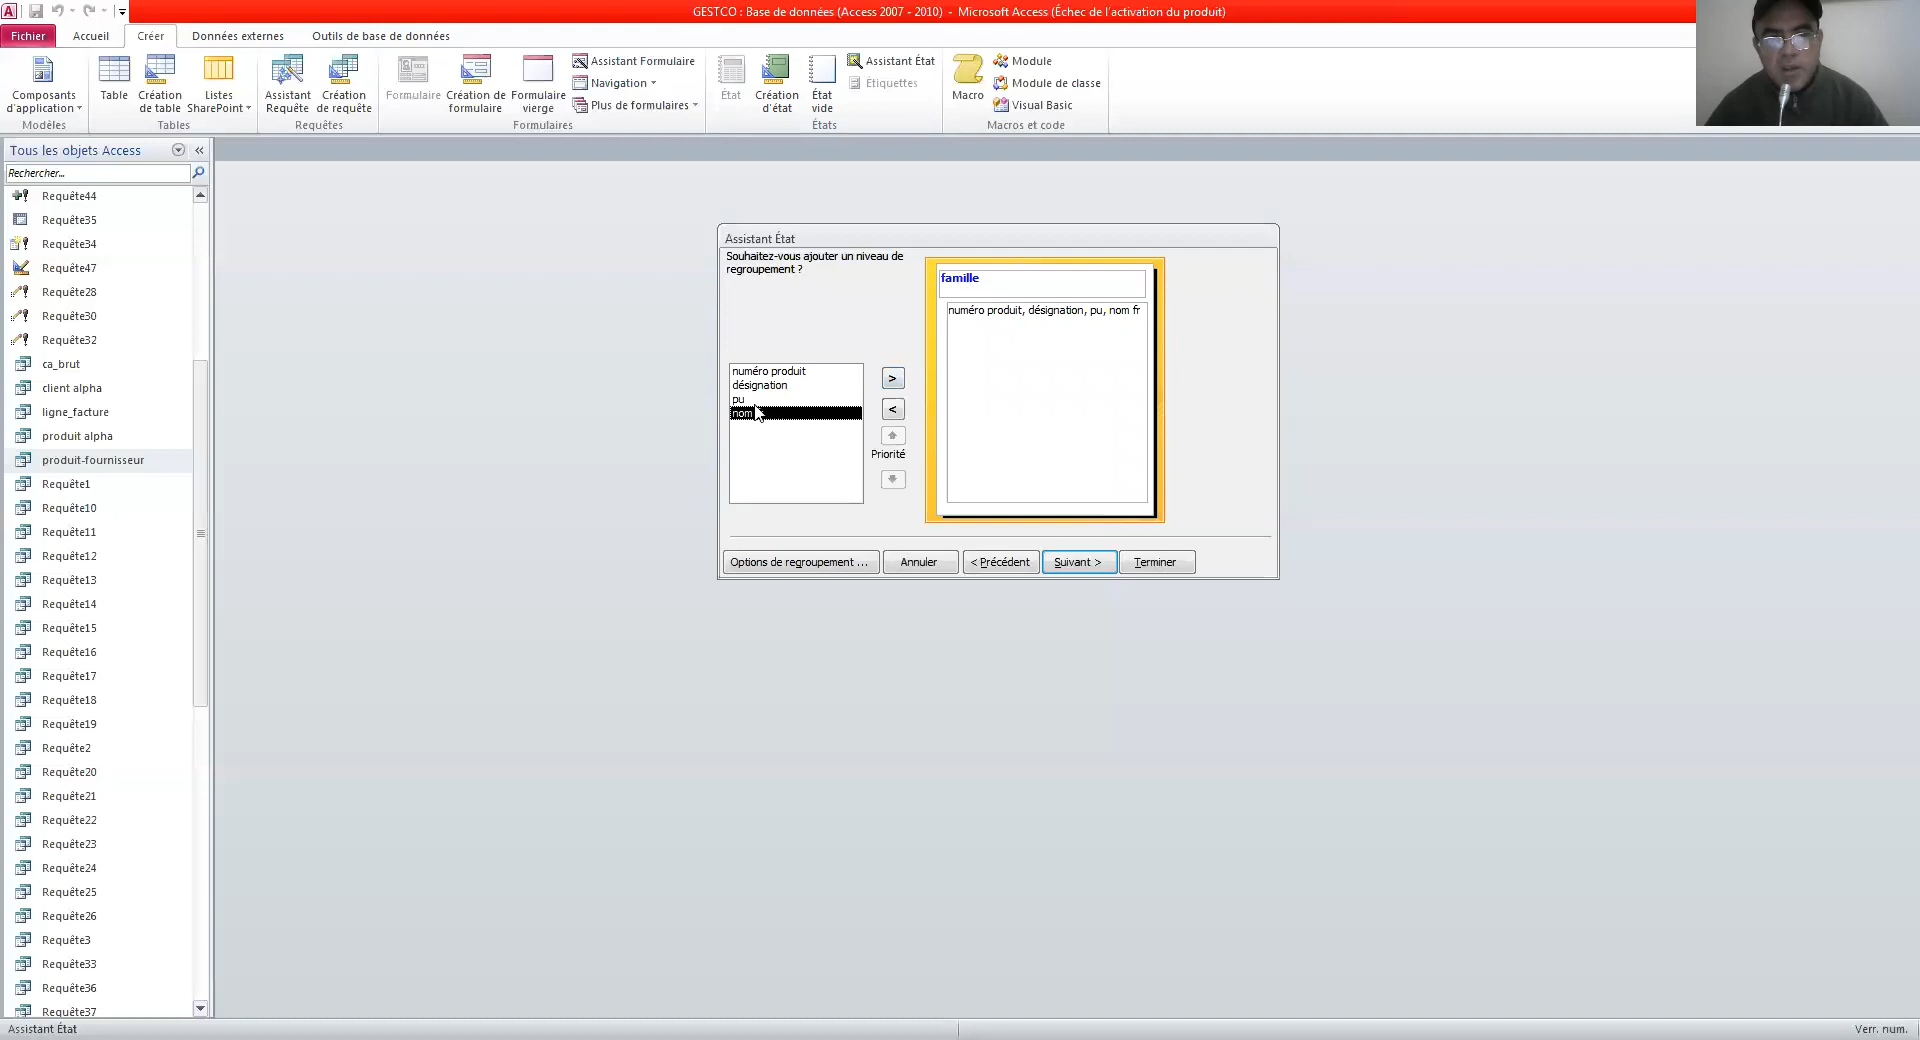 GESTCO : Base de données (Access 2007 - 2010) - Microsoft Access (Échec de l'activation du produit)
Fichier Accueil Créer Données externes Outils de base de données
Composants d'application
Modèles
Table
Création de table
Listes SharePoint
Tables
Assistant Requête
Création de requête
Requêtes
Formulaire
Création de formulaire
Formulaire vierge
Assistant Formulaire
Navigation
Plus de formulaires
Formulaires
État
Création d'état
État vide
Assistant État
Étiquettes
États
Macro
Module
Module de classe
Visual Basic
Macros et code
Tous les objets Access
Rechercher...
Requête44
Requête35
Requête34
Requête47
Requête28
Requête30
Requête32
ca_brut
client alpha
ligne_facture
produit alpha
produit-fournisseur
Requête1
Requête10
Requête11
Requête12
Requête13
Requête14
Requête15
Requête16
Requête17
Requête18
Requête19
Requête2
Requête20
Requête21
Requête22
Requête23
Requête24
Requête25
Requête26
Requête3
Requête33
Requête36
Requête37
Assistant État
Souhaitez-vous ajouter un niveau de
regroupement ?
numéro produit
désignation
pu
nom
>
<
Priorité
famille
numéro produit, désignation, pu, nom fr
Options de regroupement ... Annuler < Précédent Suivant > Terminer
Assistant État Verr. num.